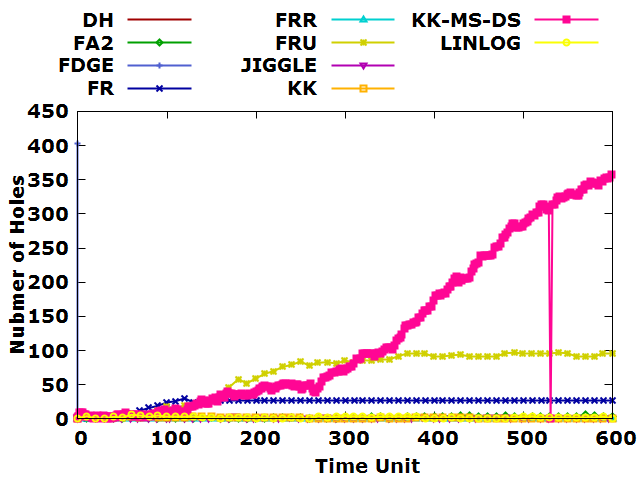 DH FRR KK-MS-DS
FA2 FRU LINLOG
FDGE JIGGLE
FR KK
450
400
350
300
250
200
150
100
50
0
Nubmer of Holes
0 100 200 300 400 500 600
Time Unit